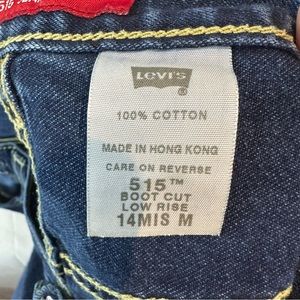 Levi's
100% COTTON
MADE IN HONG KONG
CARE ON REVERSE
515™
BOOT CUT
LOW RISE
14MIS M